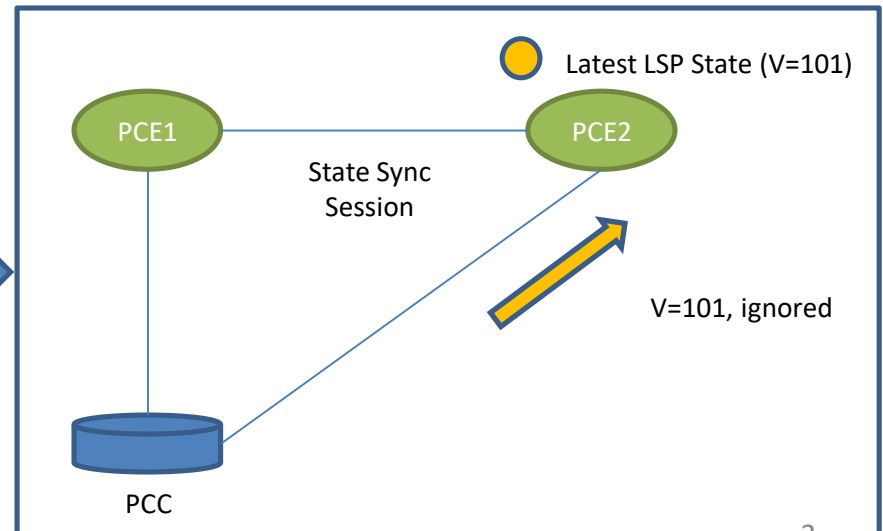 Latest LSP State (V=101)
PCE1
PCE2
State Sync
Session
V=101, ignored
PCC